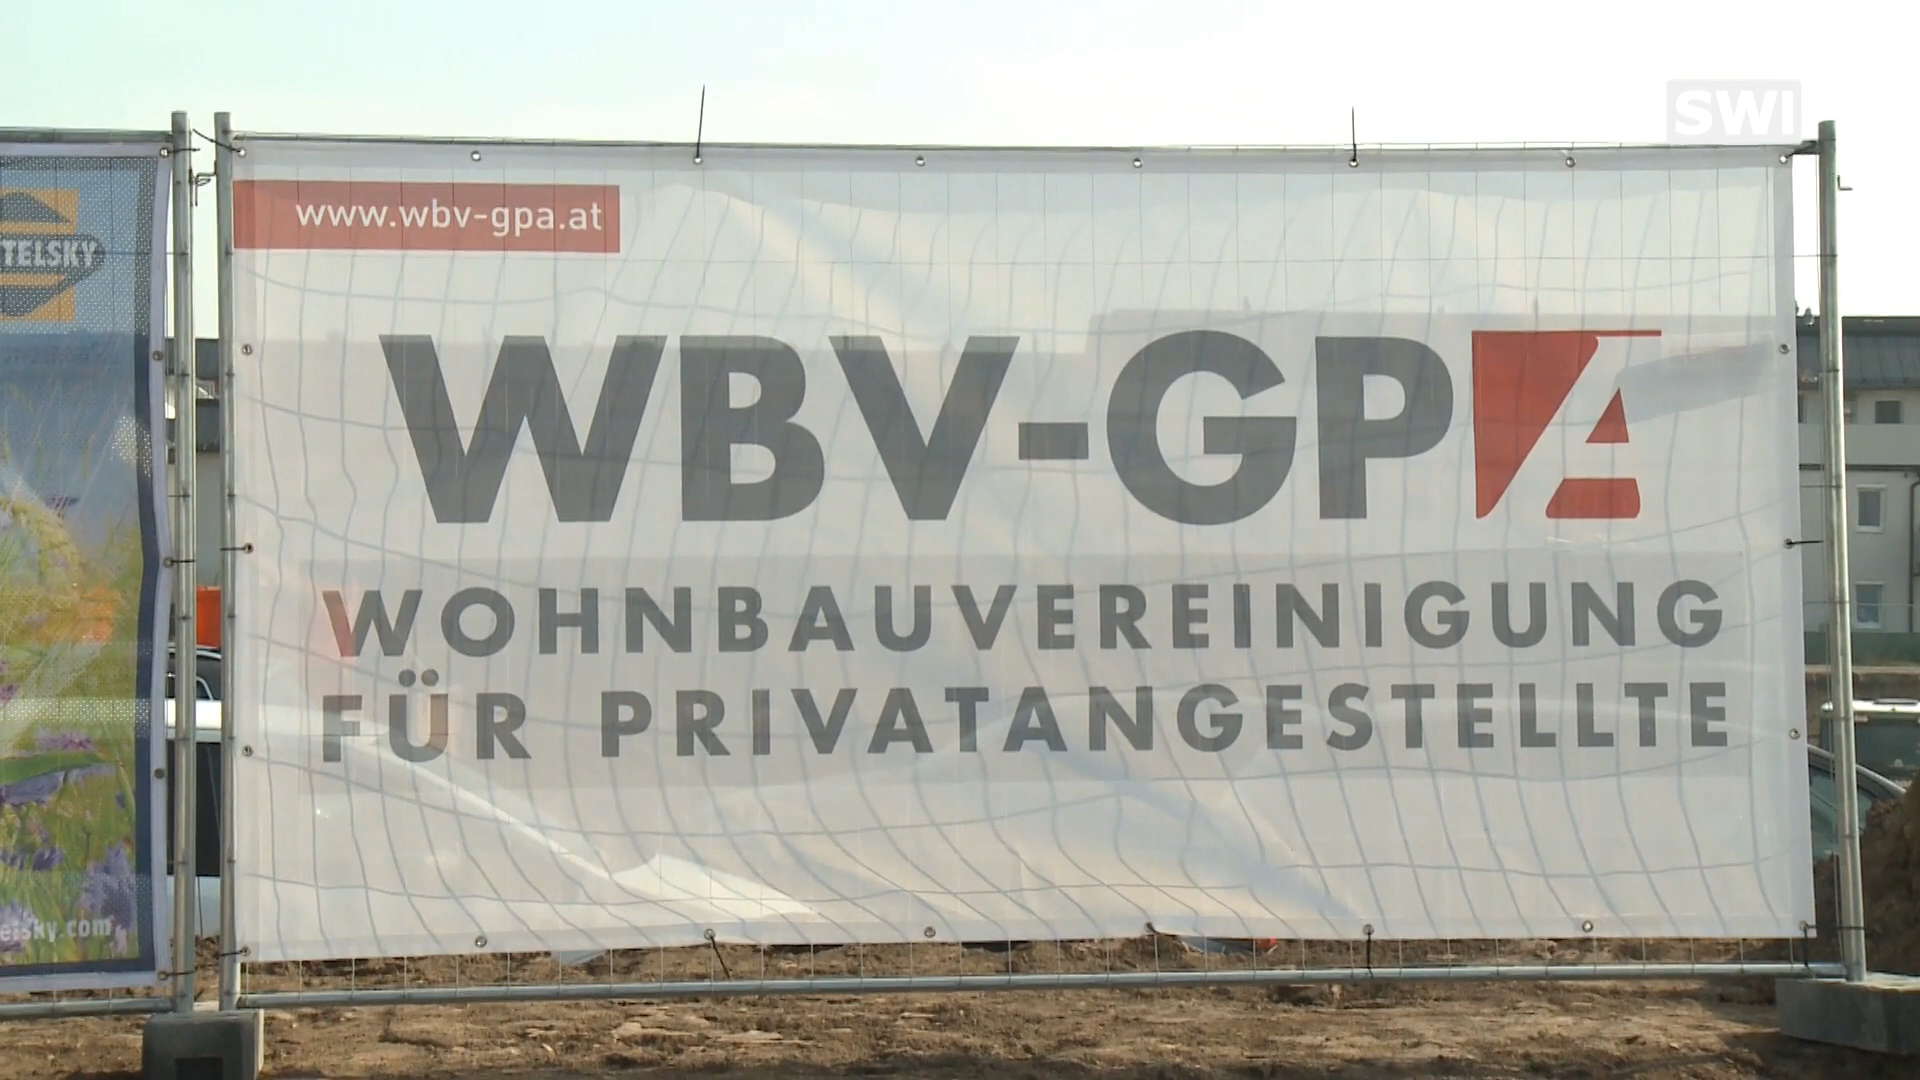 SWI
www.wbv-gpa.at
WBV-GPA
WOHNBAUVEREINIGUNG
FÜR PRIVATANGESTELLTE